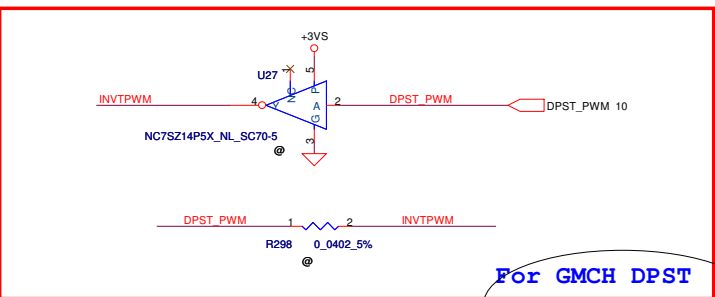 +3VS
U27
1
5
NC
P
INVTPWM
4
Y
A
2
DPST_PWM
DPST_PWM 10
G
3
NC7SZ14P5X_NL_SC70-5
@
DPST_PWM
1
2
INVTPWM
R298
0_0402_5%
@
For GMCH DPST